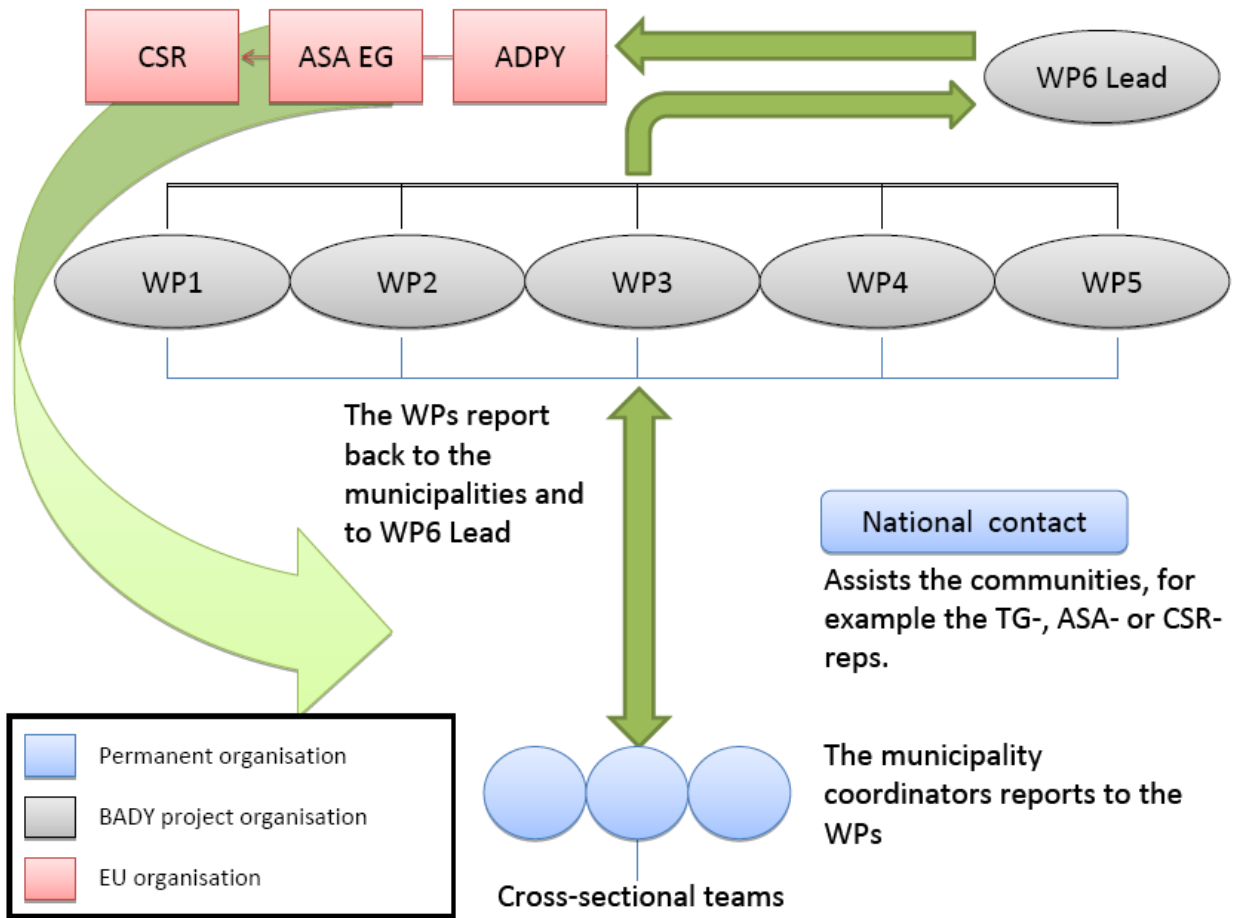 CSR
ASA EG
ADPY
WP6 Lead
WP1
WP2
WP3
WP4
WP5
The WPs report
back to the
municipalities and
to WP6 Lead
National contact
Assists the communities, for
example the TG-, ASA- or CSR-
reps.
Permanent organisation
BADY project organisation
EU organisation
The municipality
coordinators reports to the
WPs
Cross-sectional teams